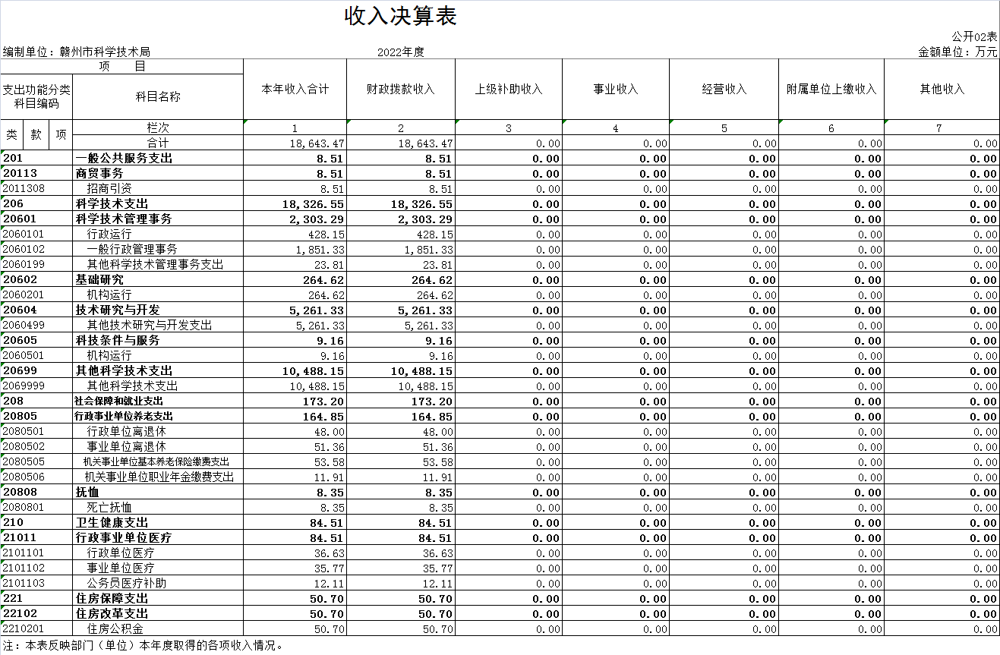 收入决算表
公开02表
编制单位：赣州市科学技术局 2022年度 金额单位：万元
项 目 本年收入合计 财政拨款收入 上级补助收入 事业收入 经营收入 附属单位上缴收入 其他收入
支出功能分类科目编码 科目名称
类 款 项 栏次 1 2 3 4 5 6 7
合计 18,643.47 18,643.47 0.00 0.00 0.00 0.00 0.00
201 一般公共服务支出 8.51 8.51 0.00 0.00 0.00 0.00 0.00
20113 商贸事务 8.51 8.51 0.00 0.00 0.00 0.00 0.00
2011308 招商引资 8.51 8.51 0.00 0.00 0.00 0.00 0.00
206 科学技术支出 18,326.55 18,326.55 0.00 0.00 0.00 0.00 0.00
20601 科学技术管理事务 2,303.29 2,303.29 0.00 0.00 0.00 0.00 0.00
2060101 行政运行 428.15 428.15 0.00 0.00 0.00 0.00 0.00
2060102 一般行政管理事务 1,851.33 1,851.33 0.00 0.00 0.00 0.00 0.00
2060199 其他科学技术管理事务支出 23.81 23.81 0.00 0.00 0.00 0.00 0.00
20602 基础研究 264.62 264.62 0.00 0.00 0.00 0.00 0.00
2060201 机构运行 264.62 264.62 0.00 0.00 0.00 0.00 0.00
20604 技术研究与开发 5,261.33 5,261.33 0.00 0.00 0.00 0.00 0.00
2060499 其他技术研究与开发支出 5,261.33 5,261.33 0.00 0.00 0.00 0.00 0.00
20605 科技条件与服务 9.16 9.16 0.00 0.00 0.00 0.00 0.00
2060501 机构运行 9.16 9.16 0.00 0.00 0.00 0.00 0.00
20699 其他科学技术支出 10,488.15 10,488.15 0.00 0.00 0.00 0.00 0.00
2069999 其他科学技术支出 10,488.15 10,488.15 0.00 0.00 0.00 0.00 0.00
208 社会保障和就业支出 173.20 173.20 0.00 0.00 0.00 0.00 0.00
20805 行政事业单位养老支出 164.85 164.85 0.00 0.00 0.00 0.00 0.00
2080501 行政单位离退休 48.00 48.00 0.00 0.00 0.00 0.00 0.00
2080502 事业单位离退休 51.36 51.36 0.00 0.00 0.00 0.00 0.00
2080505 机关事业单位基本养老保险缴费支出 53.58 53.58 0.00 0.00 0.00 0.00 0.00
2080506 机关事业单位职业年金缴费支出 11.91 11.91 0.00 0.00 0.00 0.00 0.00
20808 抚恤 8.35 8.35 0.00 0.00 0.00 0.00 0.00
2080801 死亡抚恤 8.35 8.35 0.00 0.00 0.00 0.00 0.00
210 卫生健康支出 84.51 84.51 0.00 0.00 0.00 0.00 0.00
21011 行政事业单位医疗 84.51 84.51 0.00 0.00 0.00 0.00 0.00
2101101 行政单位医疗 36.63 36.63 0.00 0.00 0.00 0.00 0.00
2101102 事业单位医疗 35.77 35.77 0.00 0.00 0.00 0.00 0.00
2101103 公务员医疗补助 12.11 12.11 0.00 0.00 0.00 0.00 0.00
221 住房保障支出 50.70 50.70 0.00 0.00 0.00 0.00 0.00
22102 住房改革支出 50.70 50.70 0.00 0.00 0.00 0.00 0.00
2210201 住房公积金 50.70 50.70 0.00 0.00 0.00 0.00 0.00
注：本表反映部门（单位）本年度取得的各项收入情况。